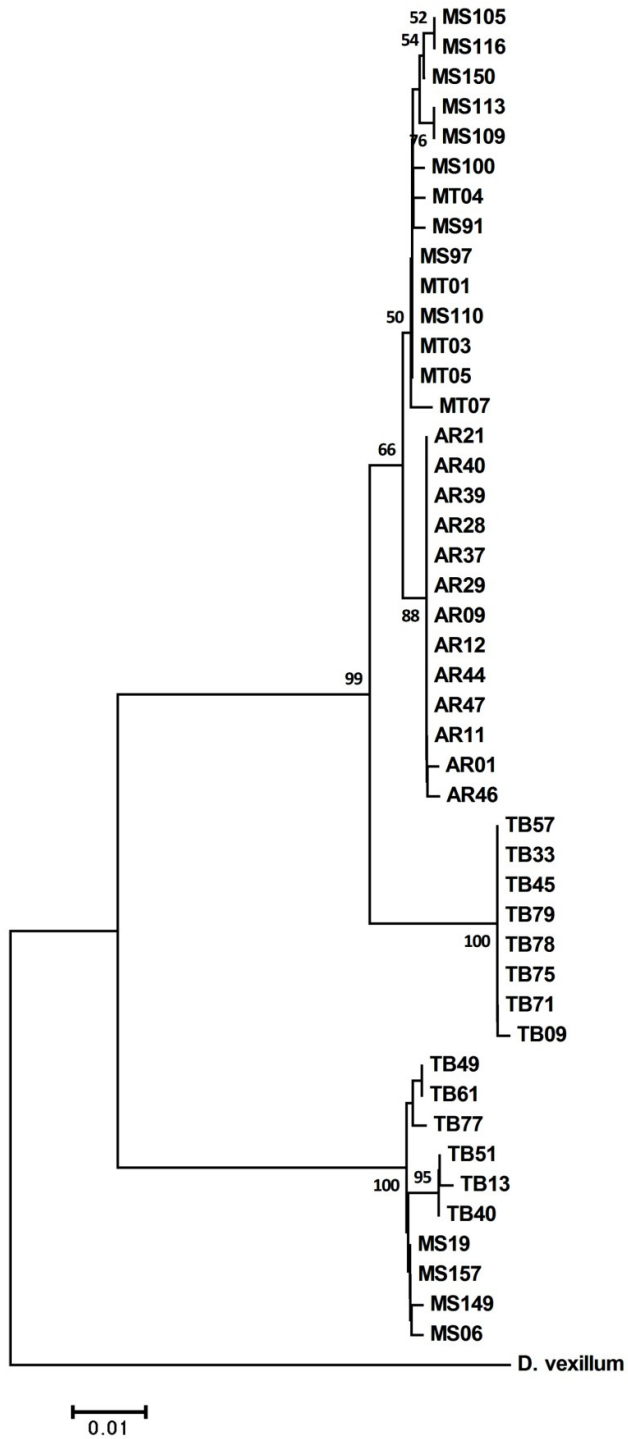 52
MS105
54
MS116
MS150
MS113
MS109
76
MS100
MT04
MS91
MS97
MT01
50
MS110
MT03
MT05
MT07
AR21
66
AR40
AR39
AR28
AR37
AR29
88
AR09
AR12
AR44
99
AR47
AR11
AR01
AR46
TB57
TB33
TB45
TB79
100
TB78
TB75
TB71
TB09
TB49
TB61
TB77
TB51
95
100
TB13
TB40
MS19
MS157
MS149
MS06
D. vexillum
0.01